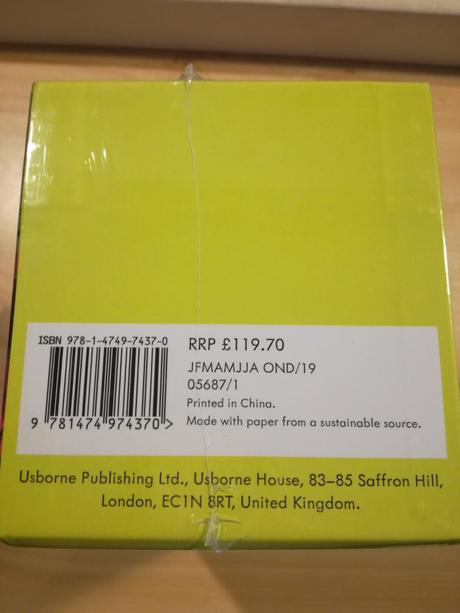 ISBN 978-1-4749-7437-0
9 781474 974370 >
RRP £119.70
JFMAMJJA OND/19
05687/1
Printed in China.
Made with paper from a sustainable source.
Usborne Publishing Ltd., Usborne House, 83–85 Saffron Hill,
London, EC1N 8RT, United Kingdom.